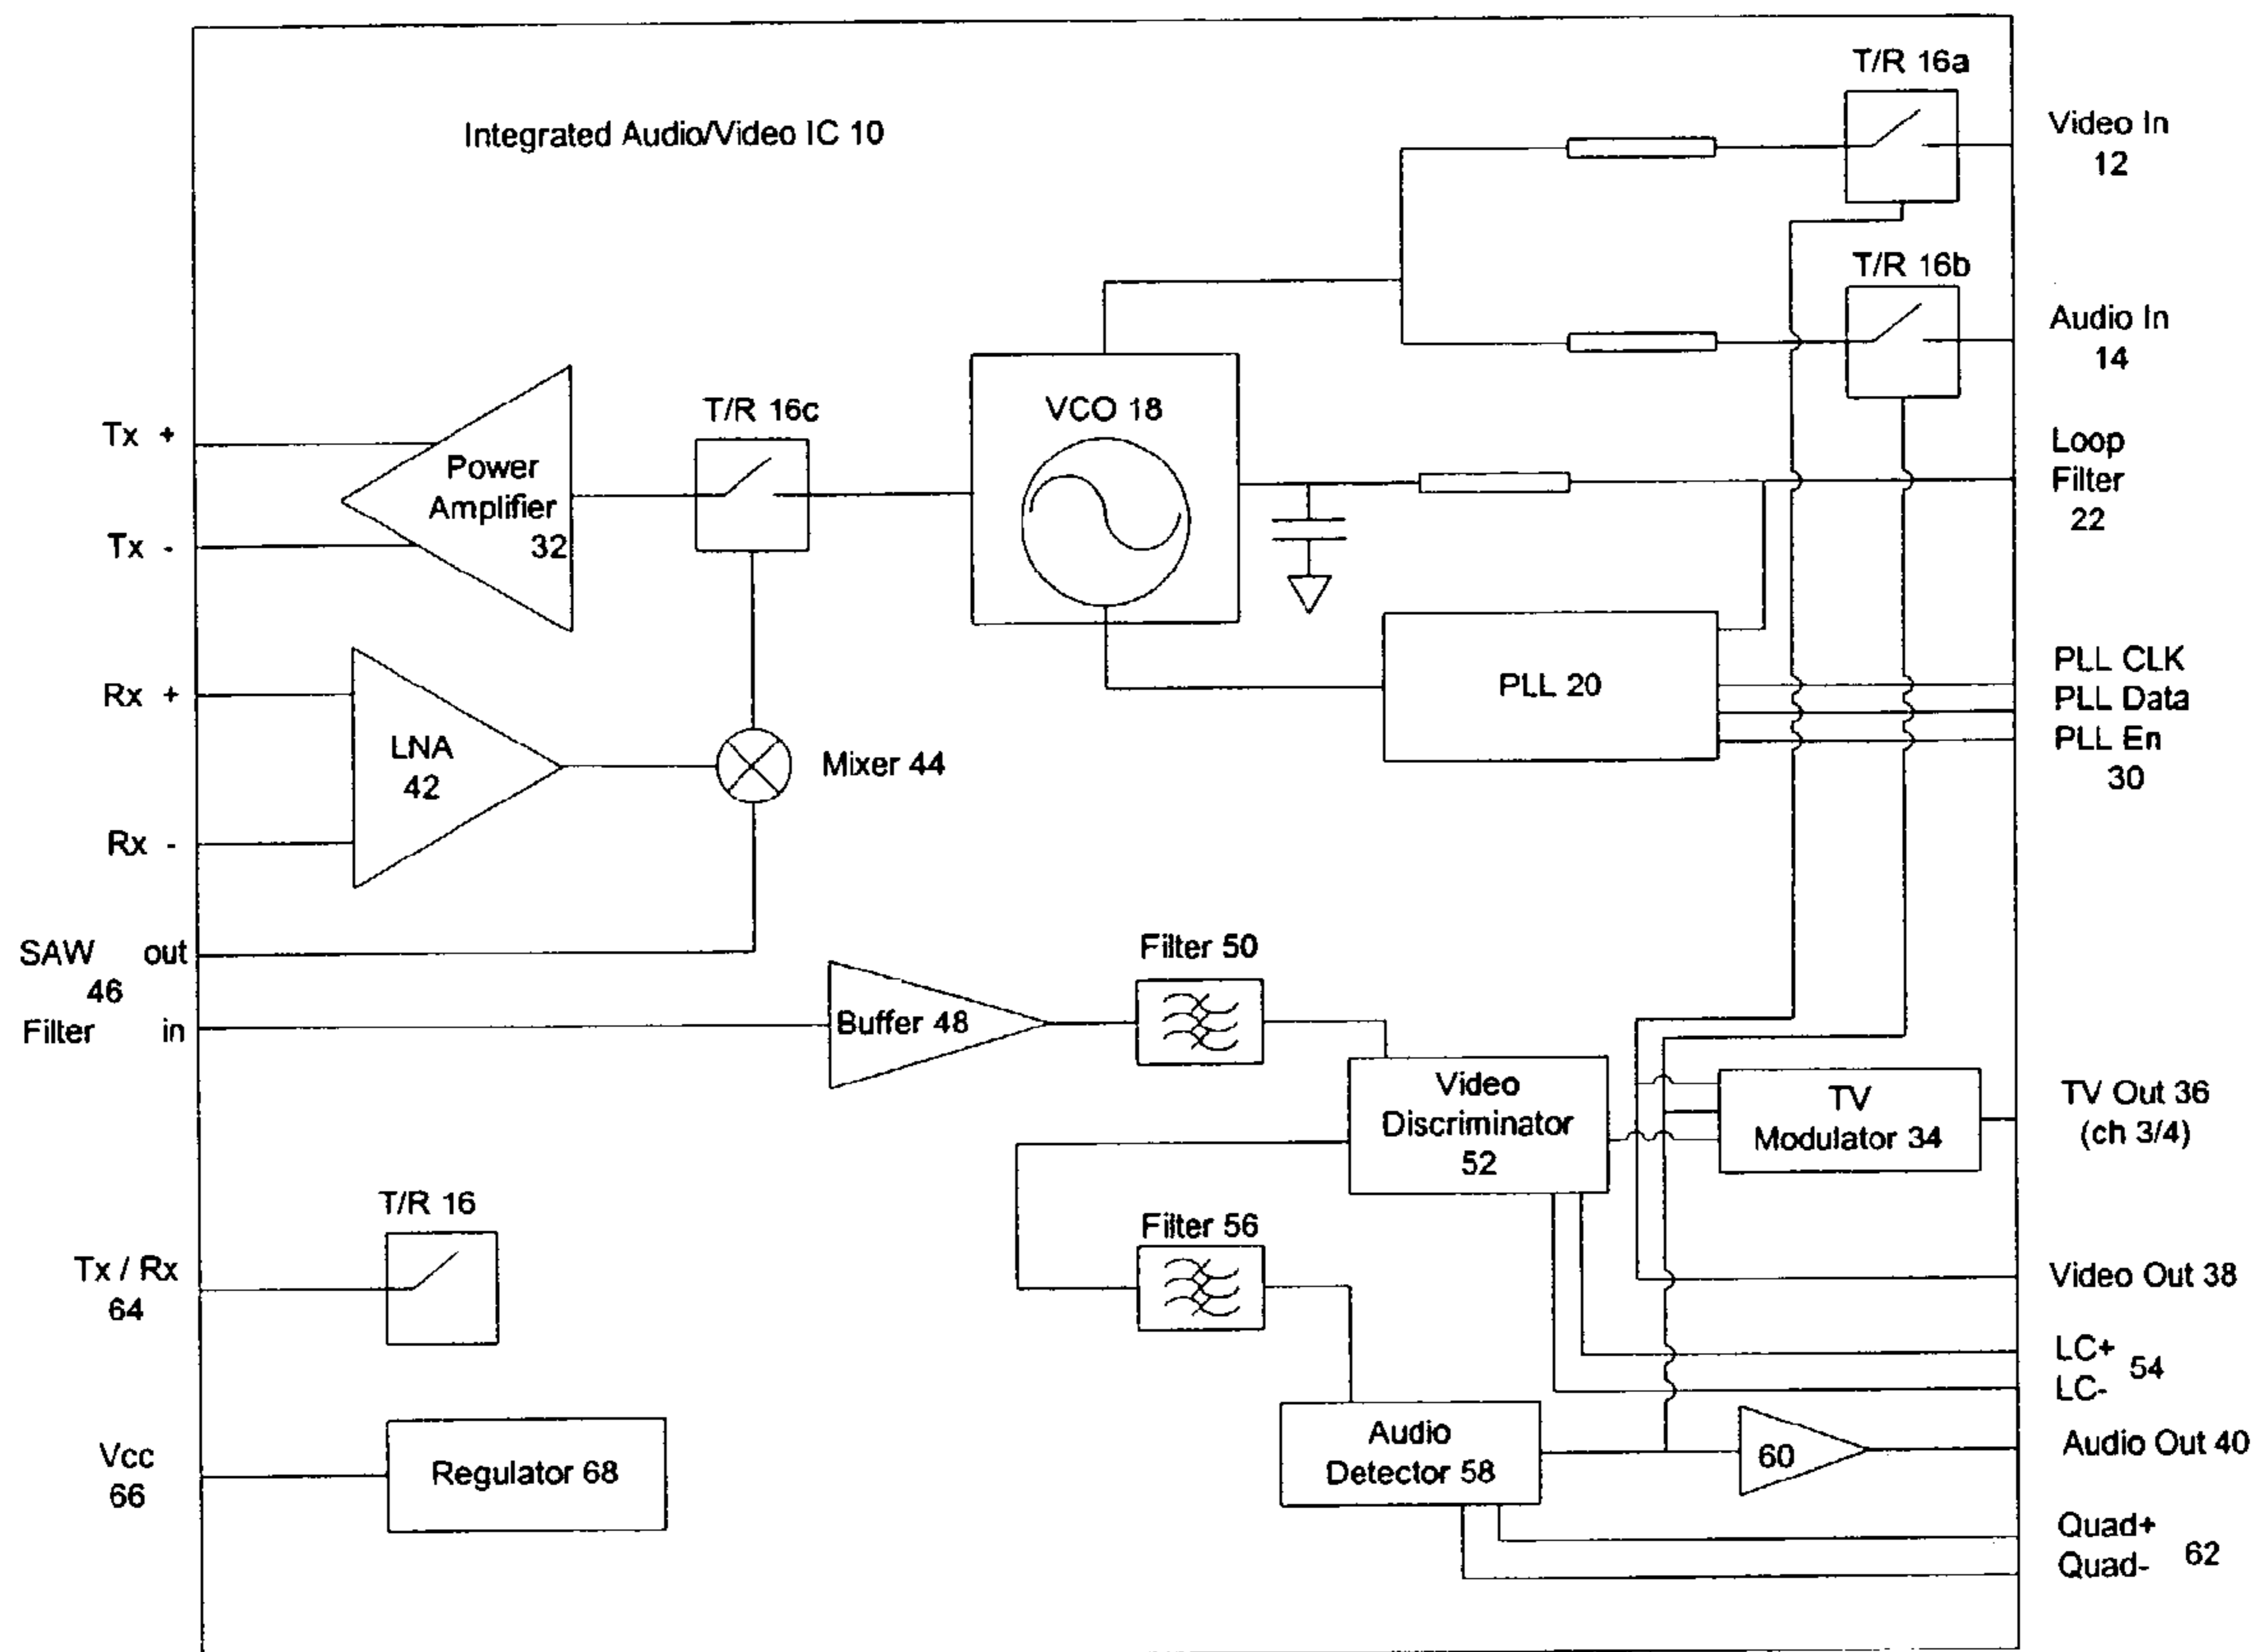 T/R 16a
Integrated Audio/Video IC 10
Video In
12
T/R 16b
Audio In
14
T/R 16c
VCO 18
Tx +
Power
Amplifier
32
Tx -
Loop
Filter
22
Rx +
LNA
42
Rx -
Mixer 44
PLL 20
PLL CLK
PLL Data
PLL En
30
SAW out
46
Filter in
Buffer 48
Filter 50
Video
Discriminator
52
TV
Modulator 34
TV Out 36
(ch 3/4)
T/R 16
Tx / Rx
64
Filter 56
Video Out 38
LC+
LC-
54
Vcc
66
Regulator 68
Audio
Detector 58
60
Audio Out 40
Quad+
Quad-
62